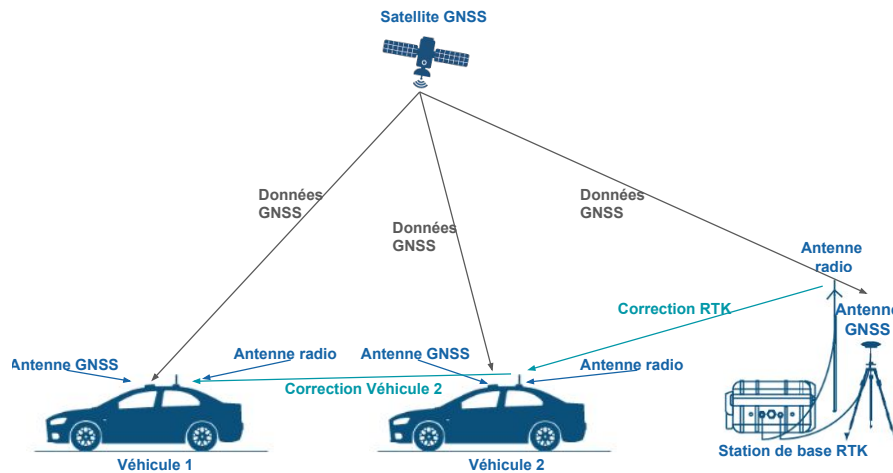 Satellite GNSS
Données
GNSS
Données
GNSS
Données
GNSS
Antenne
radio
Correction RTK
Antenne
GNSS
Antenne GNSS
Antenne radio
Antenne GNSS
Antenne radio
Correction Véhicule 2
Station de base RTK
Véhicule 1
Véhicule 2